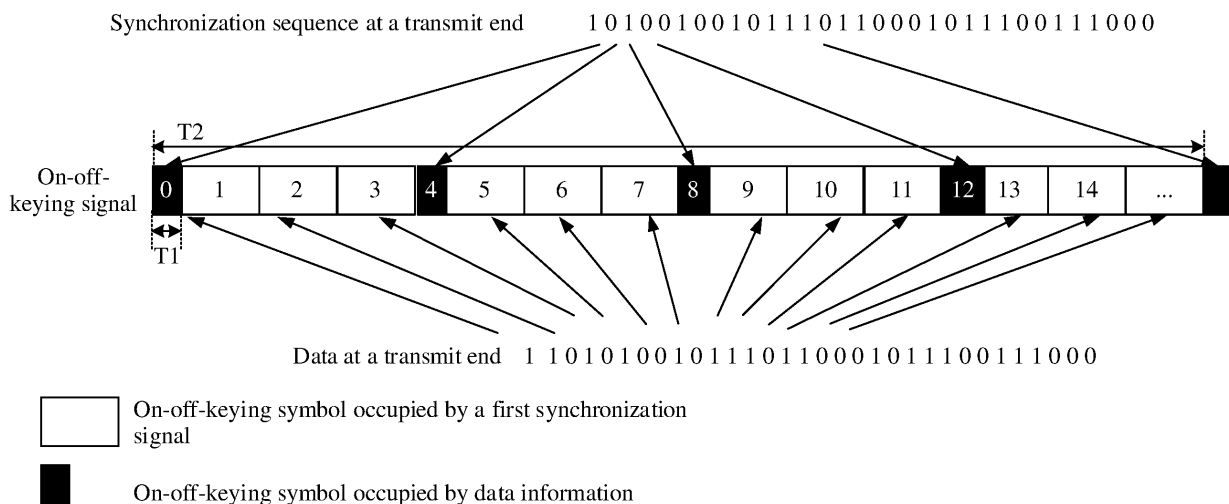 Synchronization sequence at a transmit end 1 0 1 0 0 1 0 0 1 0 1 1 1 0 1 1 0 0 0 1 0 1 1 1 0 0 1 1 1 0 0 0
T2
On-off-
keying signal
0 1 2 3 4 5 6 7 8 9 10 11 12 13 14 ...
T1
Data at a transmit end 1 1 0 1 0 1 0 0 1 0 1 1 1 0 1 1 0 0 0 1 0 1 1 1 0 0 1 1 1 0 0 0
On-off-keying symbol occupied by a first synchronization
signal
On-off-keying symbol occupied by data information